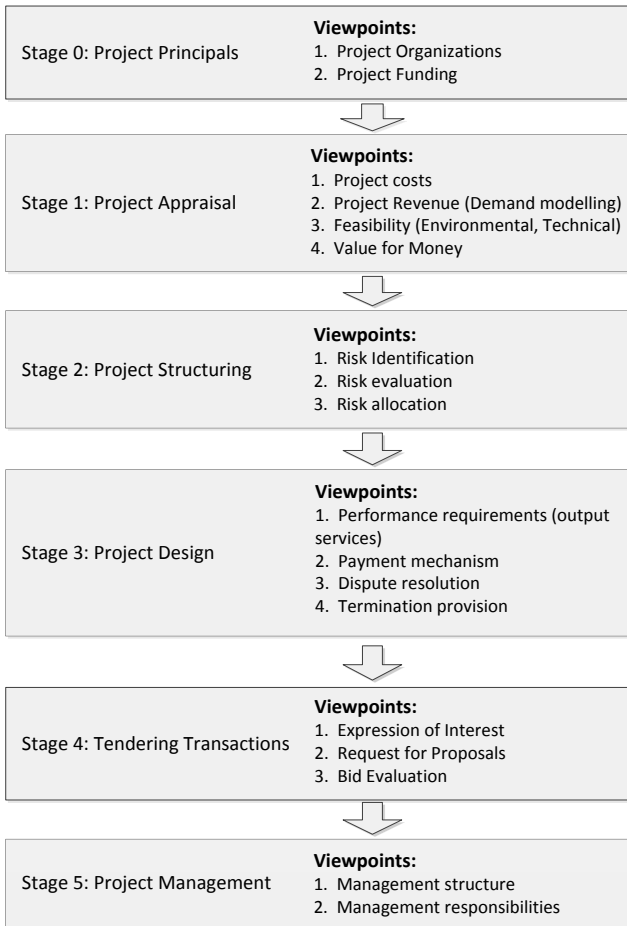 Stage 0: Project Principals
Viewpoints:
1. Project Organizations
2. Project Funding
Stage 1: Project Appraisal
Viewpoints:
1. Project costs
2. Project Revenue (Demand modelling)
3. Feasibility (Environmental, Technical)
4. Value for Money
Stage 2: Project Structuring
Viewpoints:
1. Risk Identification
2. Risk evaluation
3. Risk allocation
Stage 3: Project Design
Viewpoints:
1. Performance requirements (output
services)
2. Payment mechanism
3. Dispute resolution
4. Termination provision
Stage 4: Tendering Transactions
Viewpoints:
1. Expression of Interest
2. Request for Proposals
3. Bid Evaluation
Stage 5: Project Management
Viewpoints:
1. Management structure
2. Management responsibilities